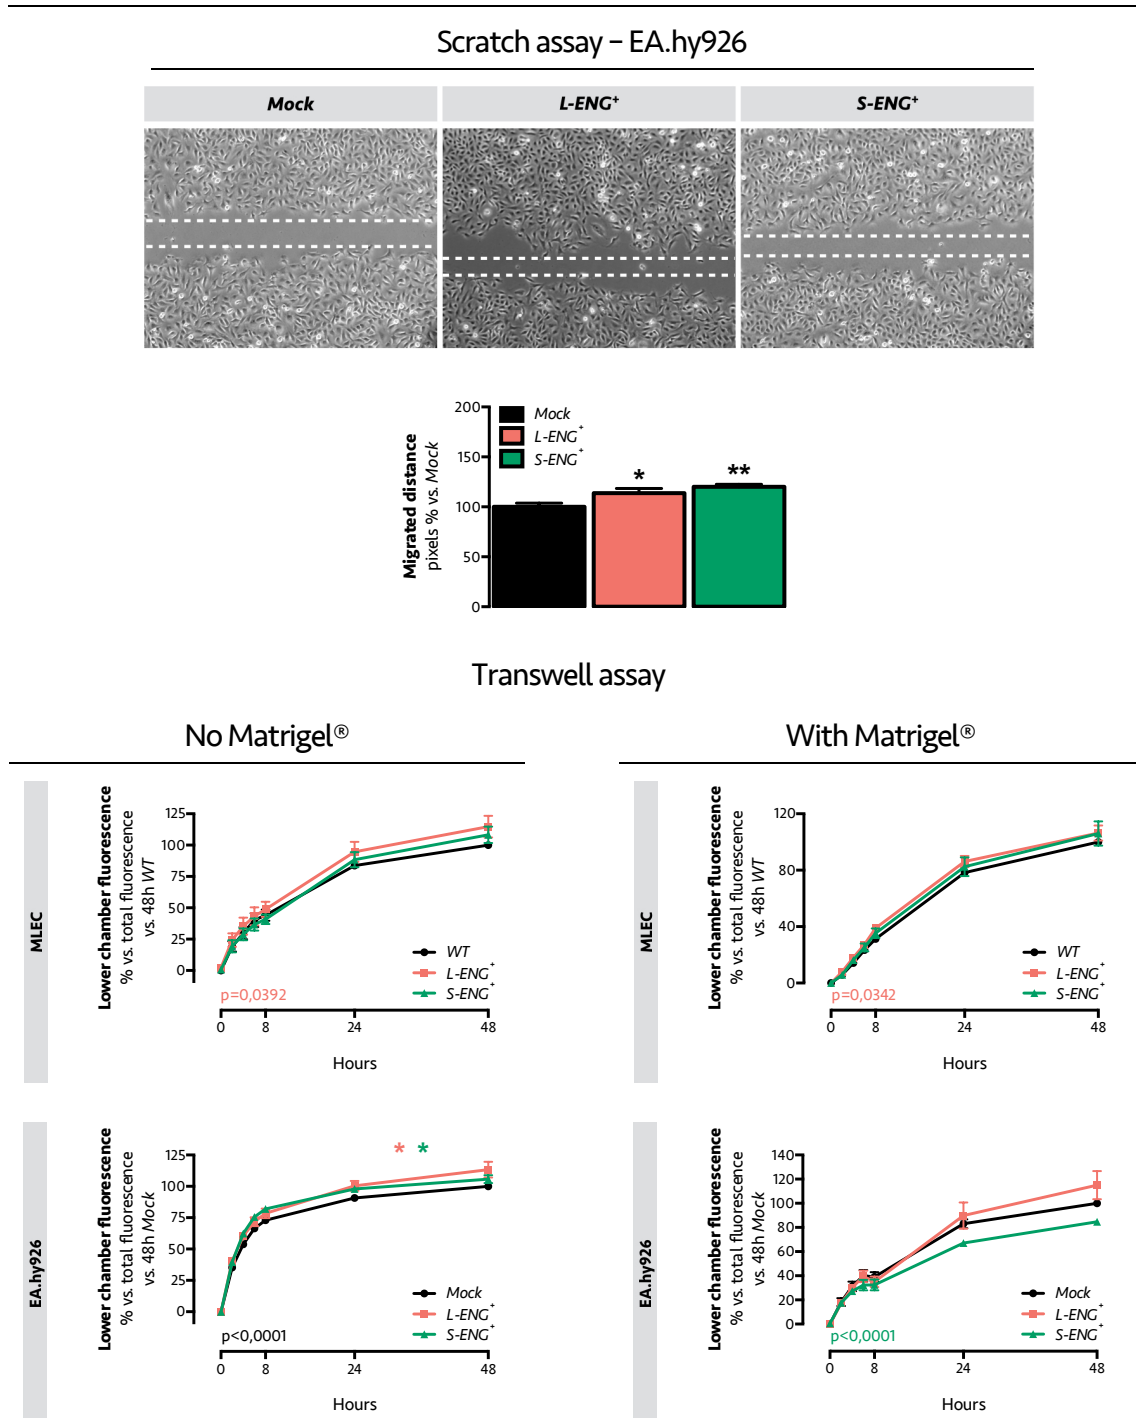 Scratch assay – EA.hy926
Mock
L-ENG+
S-ENG+
Migrated distance
pixels % vs. Mock
200
150
100
50
0
Mock
L-ENG+
S-ENG+
*
**
Transwell assay
No Matrigel®
With Matrigel®
MLEC
Lower chamber fluorescence
% vs. total fluorescence
vs. 48h WT
125
100
75
50
25
0
WT
L-ENG+
S-ENG+
p=0,0392
0 8 24 48
Hours
MLEC
Lower chamber fluorescence
% vs. total fluorescence
vs. 48h WT
120
80
40
0
WT
L-ENG+
S-ENG+
p=0,0342
0 8 24 48
Hours
EA.hy926
Lower chamber fluorescence
% vs. total fluorescence
vs. 48h Mock
125
100
75
50
25
0
* *
Mock
L-ENG+
S-ENG+
p<0,0001
0 8 24 48
Hours
EA.hy926
Lower chamber fluorescence
% vs. total fluorescence
vs. 48h Mock
140
120
100
80
60
40
20
0
Mock
L-ENG+
S-ENG+
p<0,0001
0 8 24 48
Hours